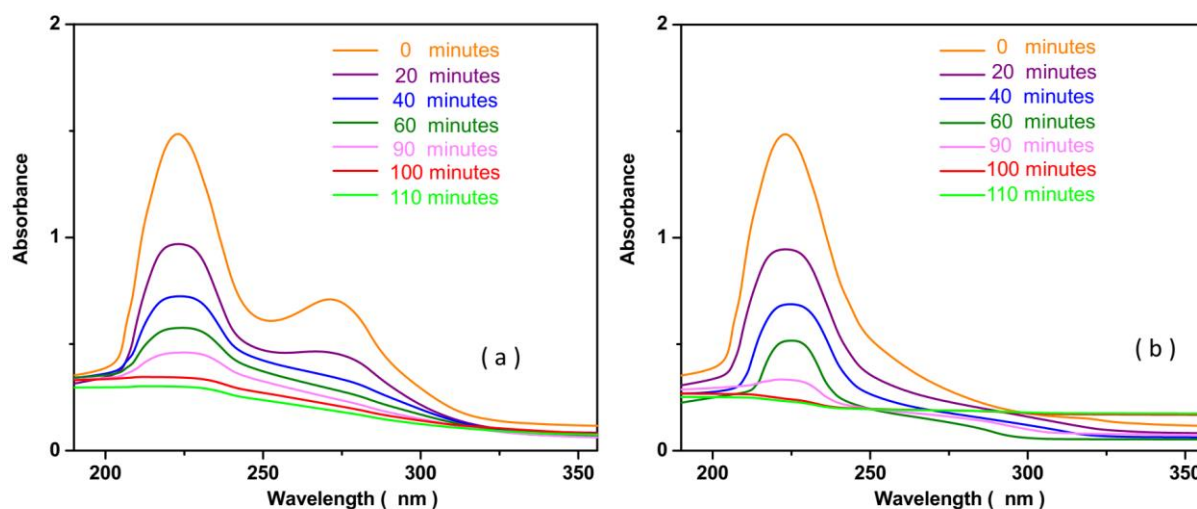 2
0 minutes
20 minutes
40 minutes
60 minutes
90 minutes
100 minutes
110 minutes
1
0
Absorbance
( a )
200 250 300 350
Wavelength ( nm )
2
0 minutes
20 minutes
40 minutes
60 minutes
90 minutes
100 minutes
110 minutes
1
0
Absorbance
( b )
200 250 300 350
Wavelength ( nm )